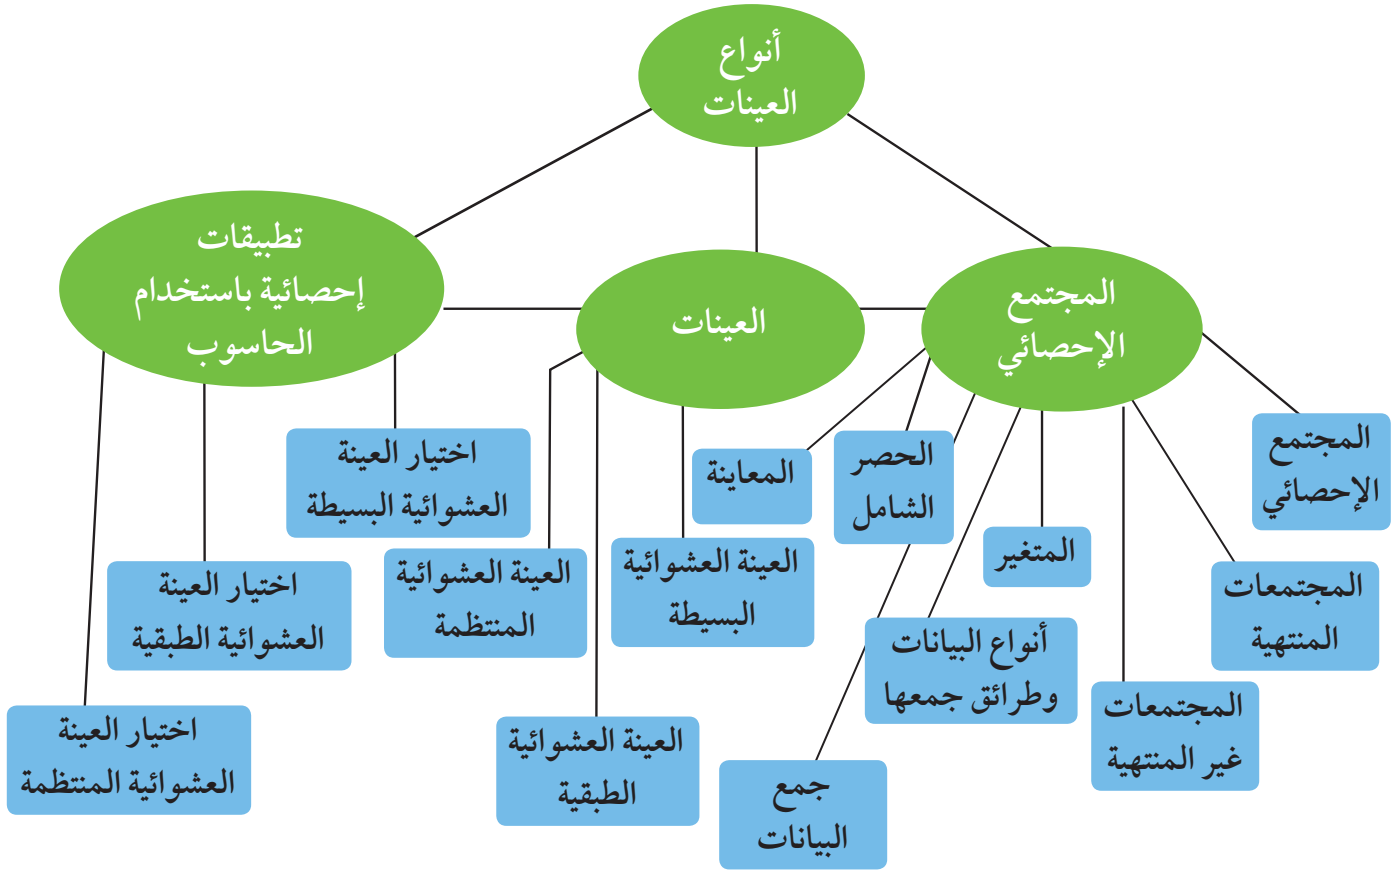 أنواع
العينات
المجتمع
الإحصائي
العينات
تطبيقات
إحصائية باستخدام
الحاسوب
المجتمع
الإحصائي
المجتمعات
المنتهية
المجتمعات
غير المنتهية
المتغير
أنواع البيانات
وطرائق جمعها
جمع
البيانات
الحصر
الشامل
المعاينة
العينة العشوائية
البسيطة
العينة العشوائية
الطبقية
العينة العشوائية
المنتظمة
اختيار العينة
العشوائية البسيطة
اختيار العينة
العشوائية الطبقية
اختيار العينة
العشوائية المنتظمة